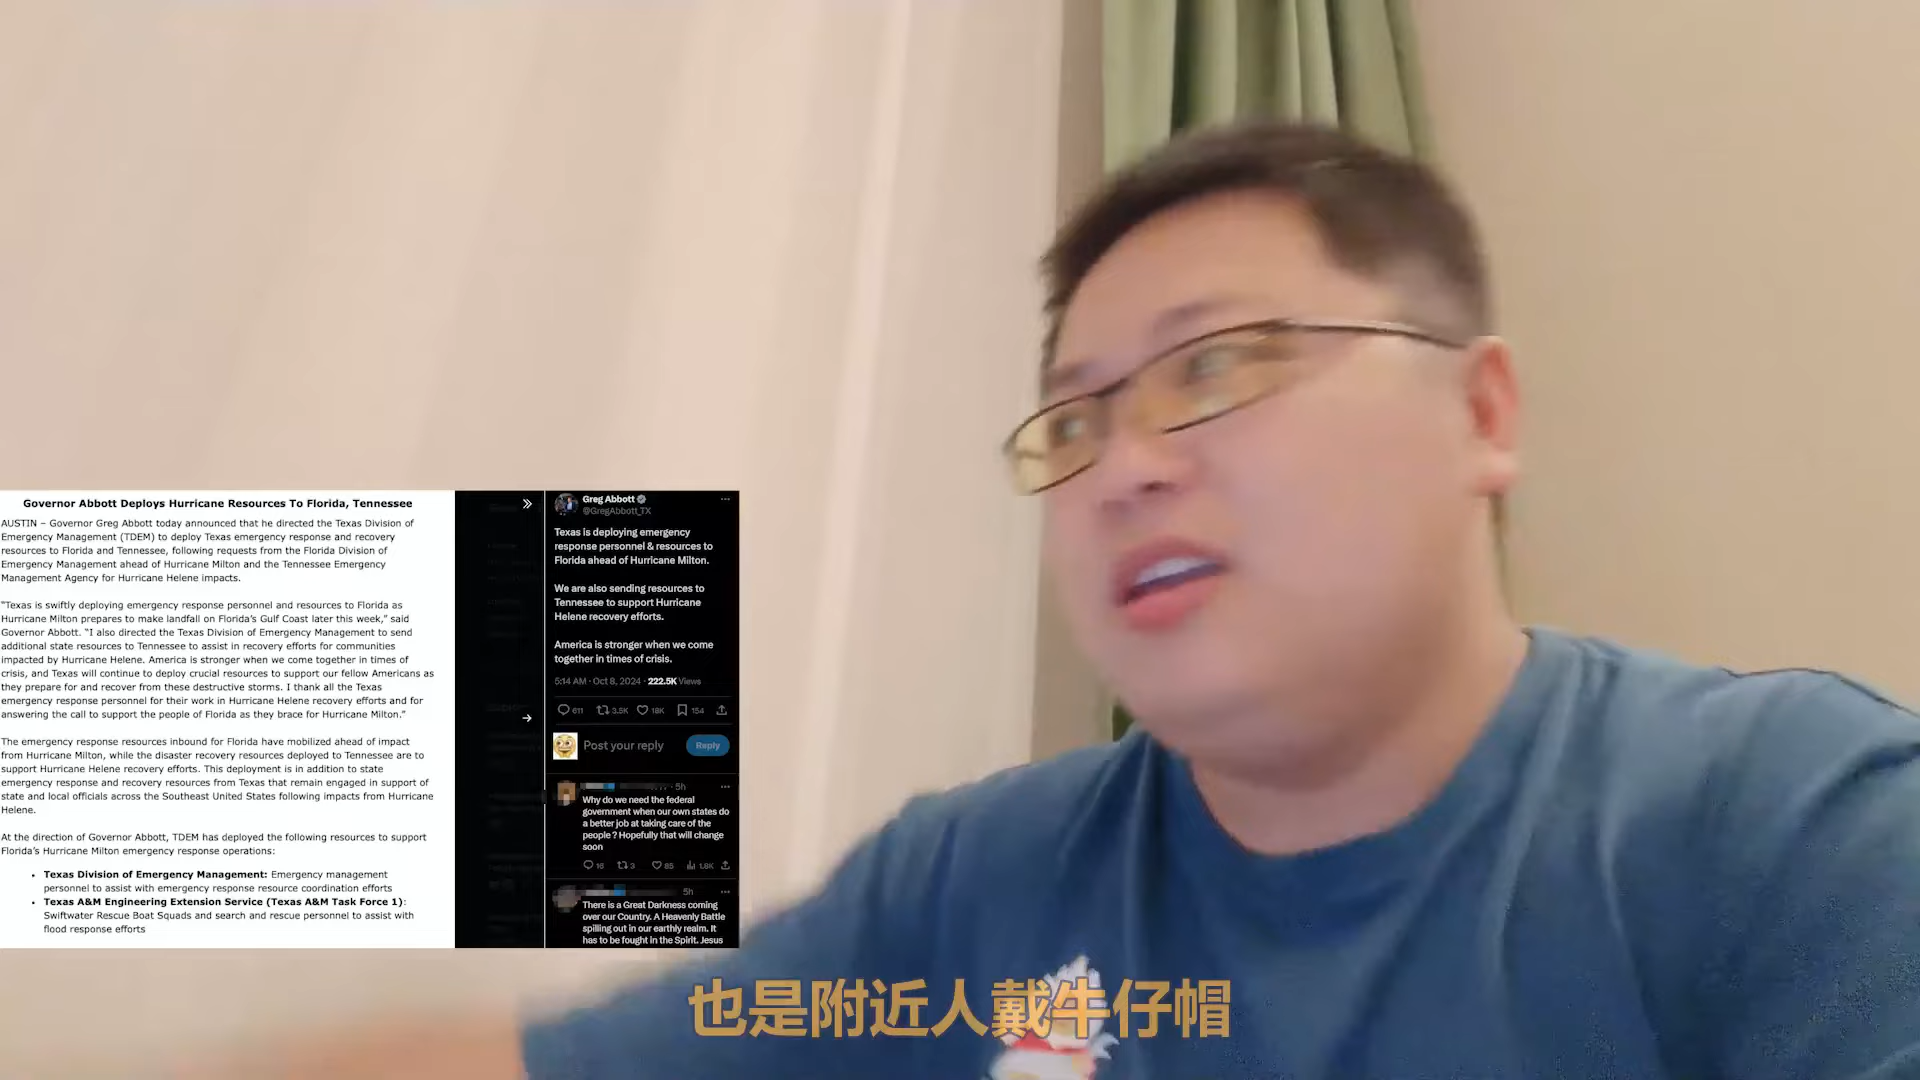 Governor Abbott Deploys Hurricane Resources To Florida, Tennessee
AUSTIN – Governor Greg Abbott today announced that he directed the Texas Division of
Emergency Management (TDEM) to deploy Texas emergency response and recovery
resources to Florida and Tennessee, following requests from the Florida Division of
Emergency Management ahead of Hurricane Milton and the Tennessee Emergency
Management Agency for Hurricane Helene impacts.
“Texas is swiftly deploying emergency response personnel and resources to Florida as
Hurricane Milton prepares to make landfall on Florida’s Gulf Coast later this week,” said
Governor Abbott. “I also directed the Texas Division of Emergency Management to send
additional state resources to Tennessee to assist in recovery efforts for communities
impacted by Hurricane Helene. America is stronger when we come together in times of
crisis, and Texas will continue to deploy crucial resources to support our fellow Americans as
they prepare for and recover from these destructive storms. I thank all the Texas
emergency response personnel for their work in Hurricane Helene recovery efforts and for
answering the call to support the people of Florida as they brace for Hurricane Milton.”
The emergency response resources inbound for Florida have mobilized ahead of impact
from Hurricane Milton, while the disaster recovery resources deployed to Tennessee are to
support Hurricane Helene recovery efforts. This deployment is in addition to state
emergency response and recovery resources from Texas that remain engaged in support of
state and local officials across the Southeast United States following impacts from Hurricane
Helene.
At the direction of Governor Abbott, TDEM has deployed the following resources to support
Florida’s Hurricane Milton emergency response operations:
• Texas Division of Emergency Management: Emergency management
personnel to assist with emergency response resource coordination efforts
• Texas A&M Engineering Extension Service (Texas A&M Task Force 1):
Swiftwater Rescue Boat Squads and search and rescue personnel to assist with
flood response efforts
Greg Abbott
@GregAbbott_TX
Texas is deploying emergency
response personnel & resources to
Florida ahead of Hurricane Milton.
We are also sending resources to
Tennessee to support Hurricane
Helene recovery efforts.
America is stronger when we come
together in times of crisis.
5:14 AM · Oct 8, 2024 · 222.5K Views
611 3.5K 18K 154
Post your reply Reply
5h
Why do we need the federal
government when our own states do
a better job at taking care of the
people ? Hopefully that will change
soon
16 3 85 1.8K
5h
There is a Great Darkness coming
over our Country. A Heavenly Battle
spilling out in our earthly realm. It
has to be fought in the Spirit. Jesus
也是附近人戴牛仔帽